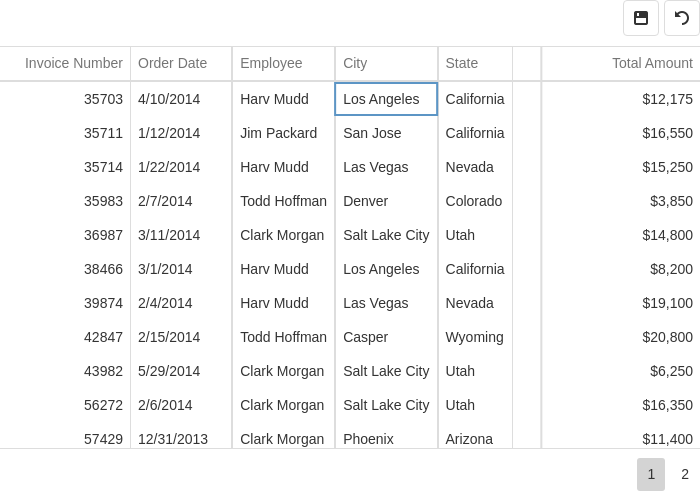 Invoice Number Order Date Employee City State Total Amount
35703 4/10/2014 Harv Mudd Los Angeles California $12,175
35711 1/12/2014 Jim Packard San Jose California $16,550
35714 1/22/2014 Harv Mudd Las Vegas Nevada $15,250
35983 2/7/2014 Todd Hoffman Denver Colorado $3,850
36987 3/11/2014 Clark Morgan Salt Lake City Utah $14,800
38466 3/1/2014 Harv Mudd Los Angeles California $8,200
39874 2/4/2014 Harv Mudd Las Vegas Nevada $19,100
42847 2/15/2014 Todd Hoffman Casper Wyoming $20,800
43982 5/29/2014 Clark Morgan Salt Lake City Utah $6,250
56272 2/6/2014 Clark Morgan Salt Lake City Utah $16,350
57429 12/31/2013 Clark Morgan Phoenix Arizona $11,400
1 2